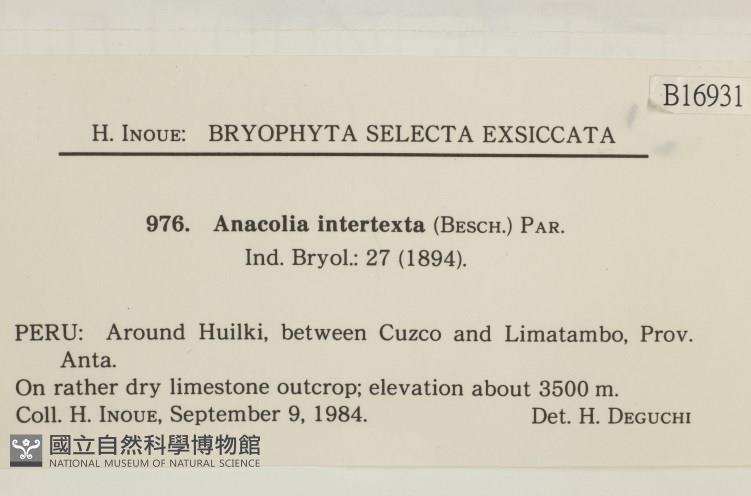 B16931
H. INOUE: BRYOPHYTA SELECTA EXSICCATA
976. Anacolia intertexta (BESCH.) PAR.
Ind. Bryol.: 27 (1894).
PERU: Around Huilki, between Cuzco and Limatambo, Prov.
Anta.
On rather dry limestone outcrop; elevation about 3500 m.
Coll. H. INOUE, September 9, 1984. Det. H. DEGUCHI
國立自然科學博物館
NATIONAL MUSEUM OF NATURAL SCIENCE